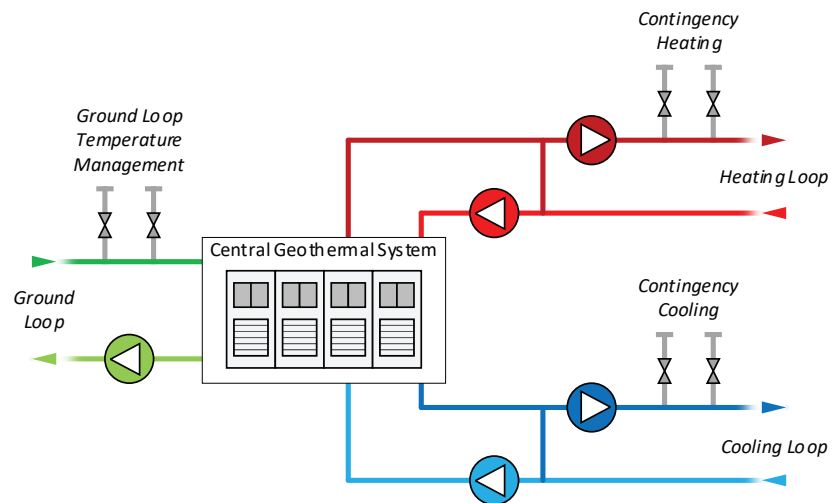 Contingency
Heating
Ground Loop
Temperature
Management
Heating Loop
Central Geothermal System
Ground
Loop
Contingency
Cooling
Cooling Loop